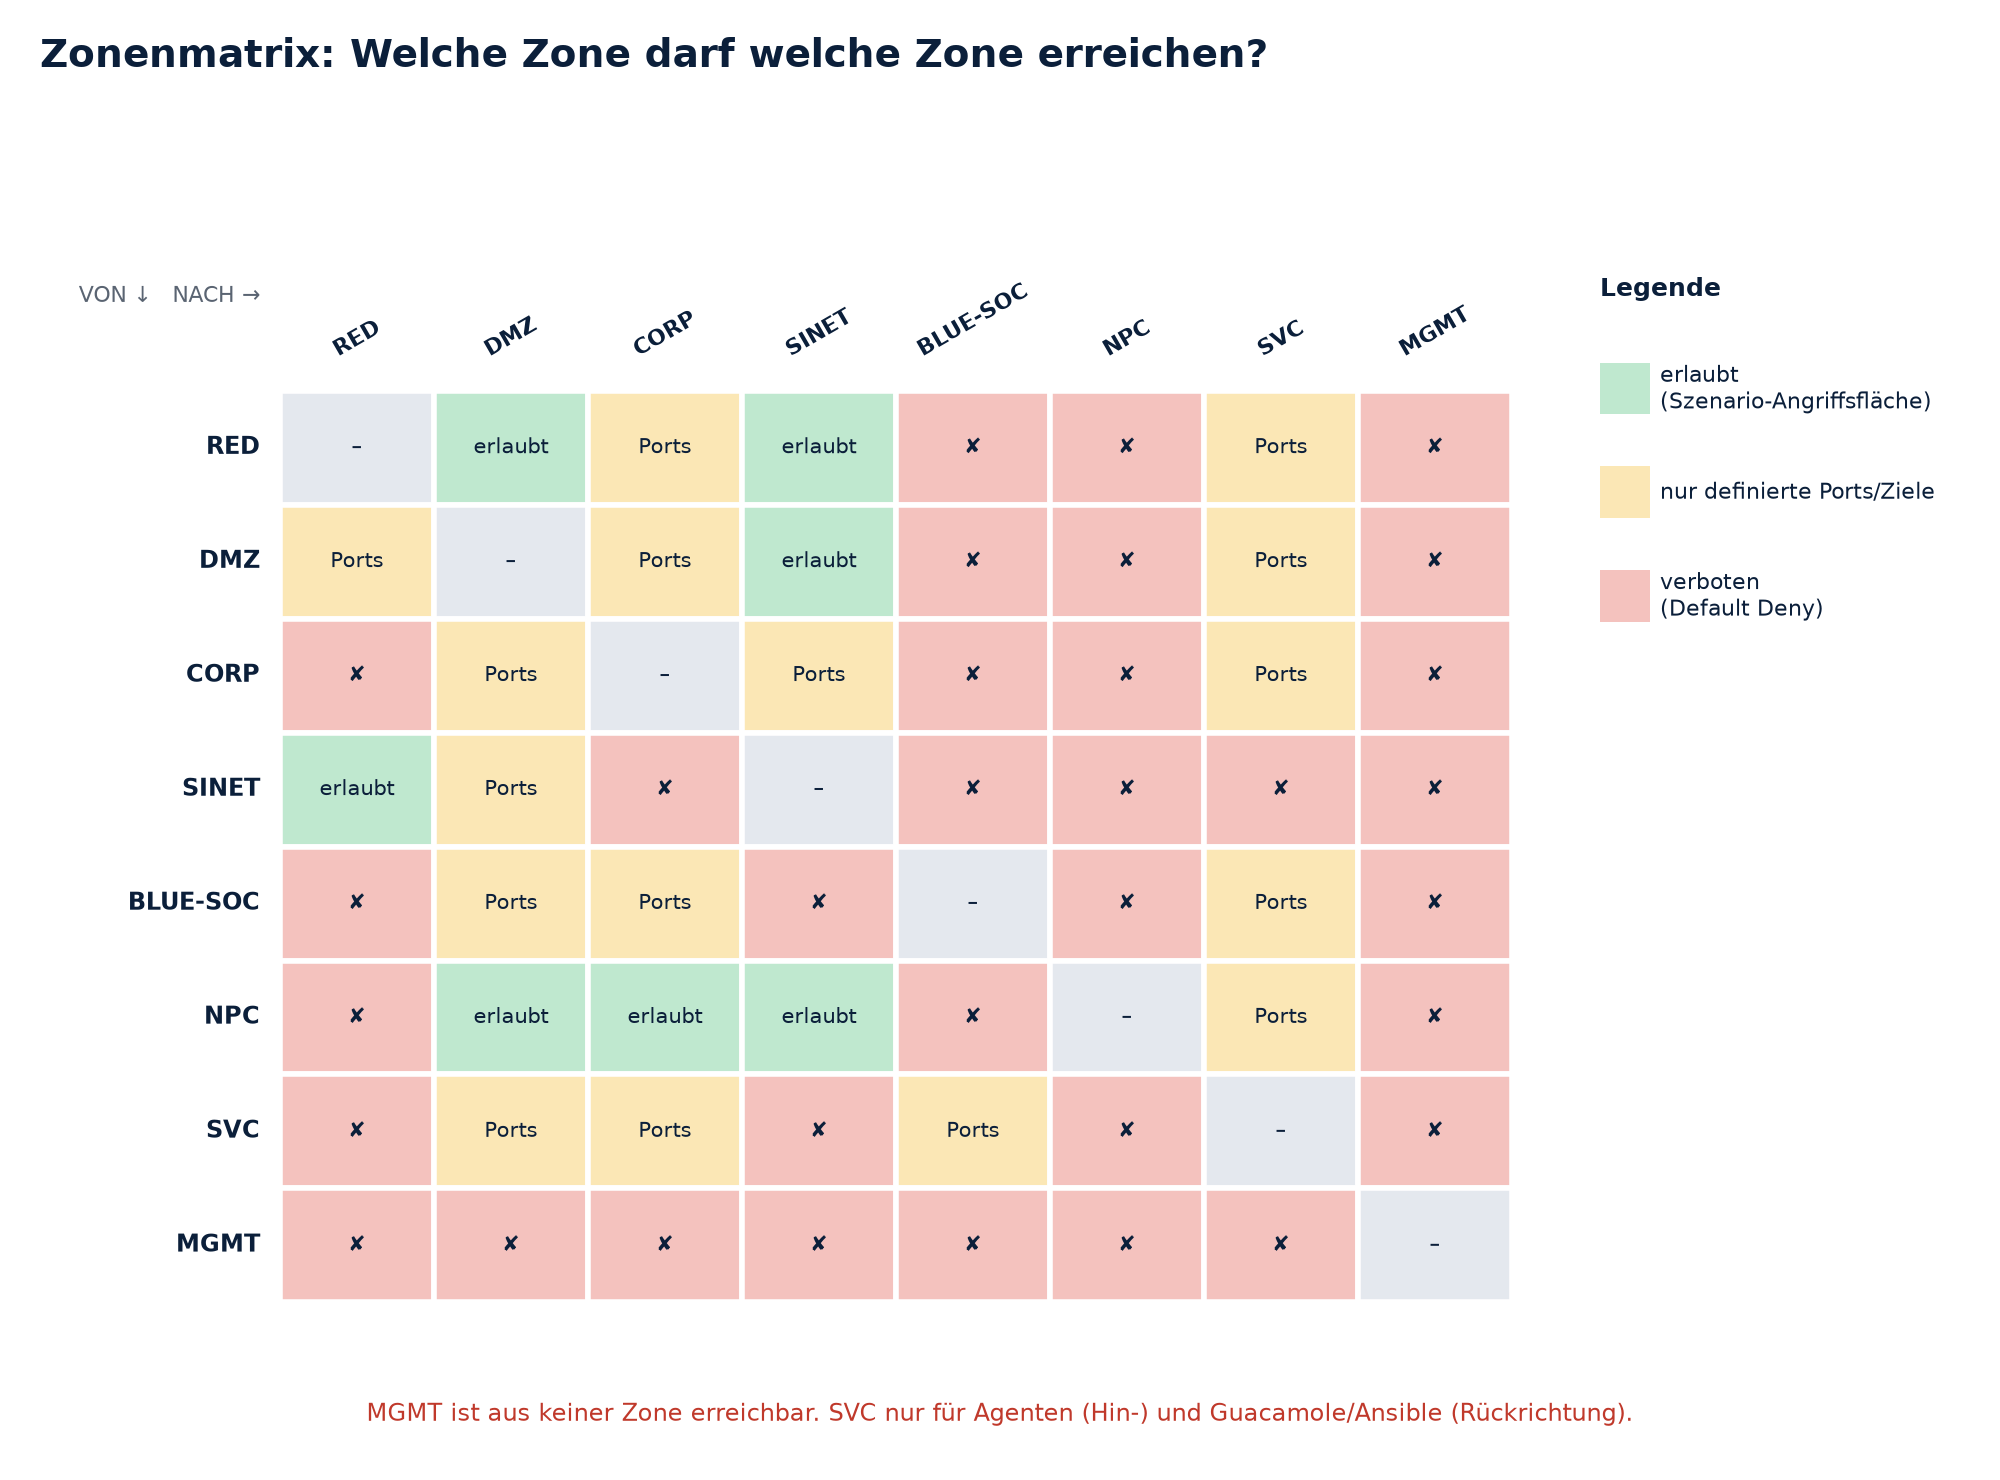 Zonenmatrix: Welche Zone darf welche Zone erreichen?
VON ↓ NACH →
RED DMZ CORP SINET BLUE-SOC NPC SVC MGMT
RED – erlaubt Ports erlaubt ✘ ✘ Ports ✘
DMZ Ports – Ports erlaubt ✘ ✘ Ports ✘
CORP ✘ Ports – Ports ✘ ✘ Ports ✘
SINET erlaubt Ports ✘ – ✘ ✘ ✘ ✘
BLUE-SOC ✘ Ports Ports ✘ – ✘ Ports ✘
NPC ✘ erlaubt erlaubt erlaubt ✘ – Ports ✘
SVC ✘ Ports Ports ✘ Ports ✘ – ✘
MGMT ✘ ✘ ✘ ✘ ✘ ✘ ✘ –
Legende
erlaubt
(Szenario-Angriffsfläche)
nur definierte Ports/Ziele
verboten
(Default Deny)
MGMT ist aus keiner Zone erreichbar. SVC nur für Agenten (Hin-) und Guacamole/Ansible (Rückrichtung).